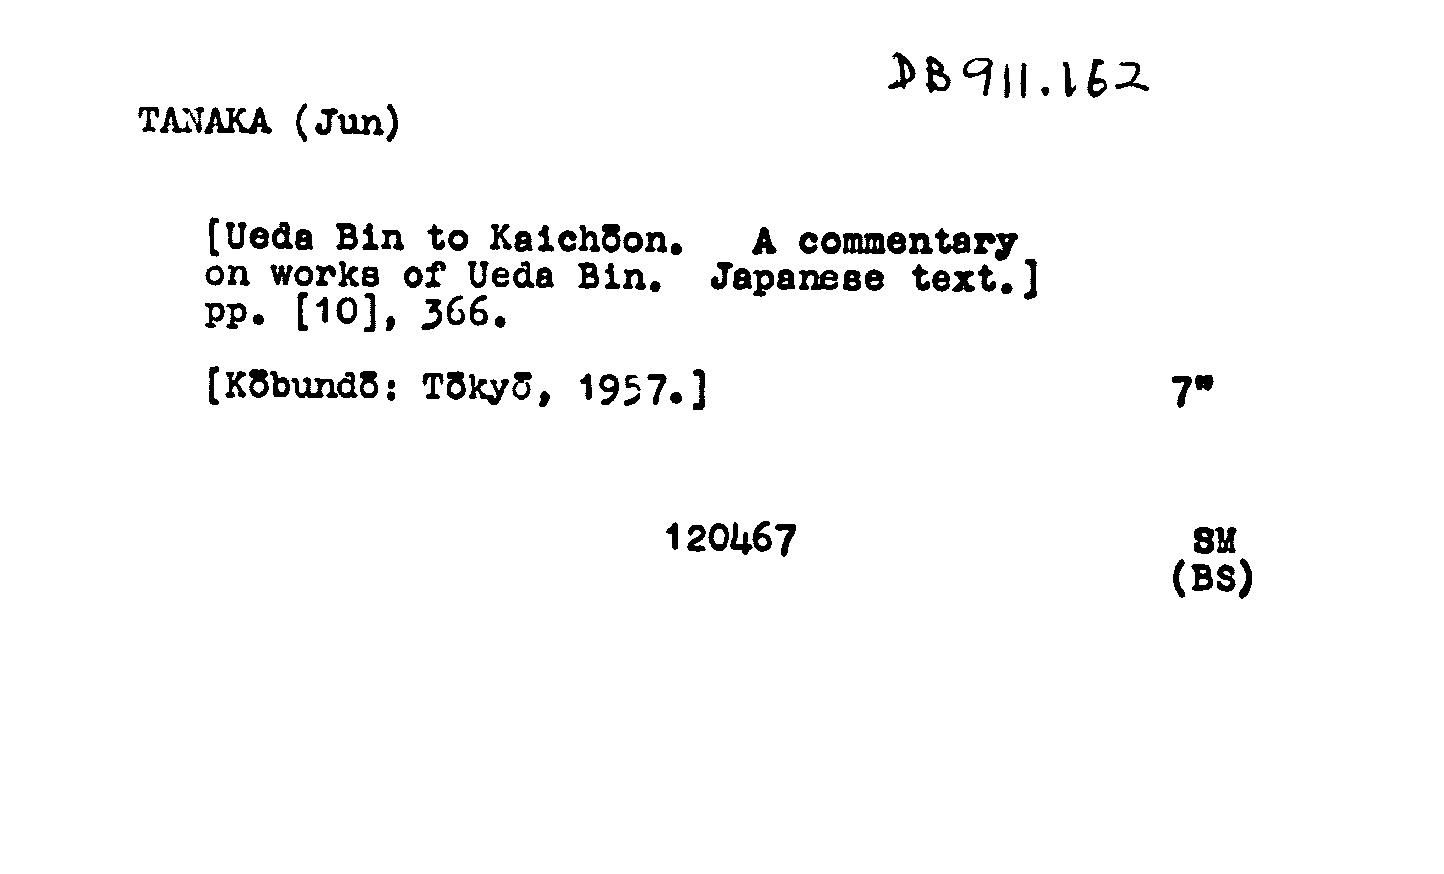 DB911.162
TANAKA (Jun)
[Ueda Bin to Kaichōon. A commentary
on works of Ueda Bin. Japanese text.]
pp. [10], 366.
[Kōbundō: Tōkyō, 1957.] 7"
120467 SM
(BS)